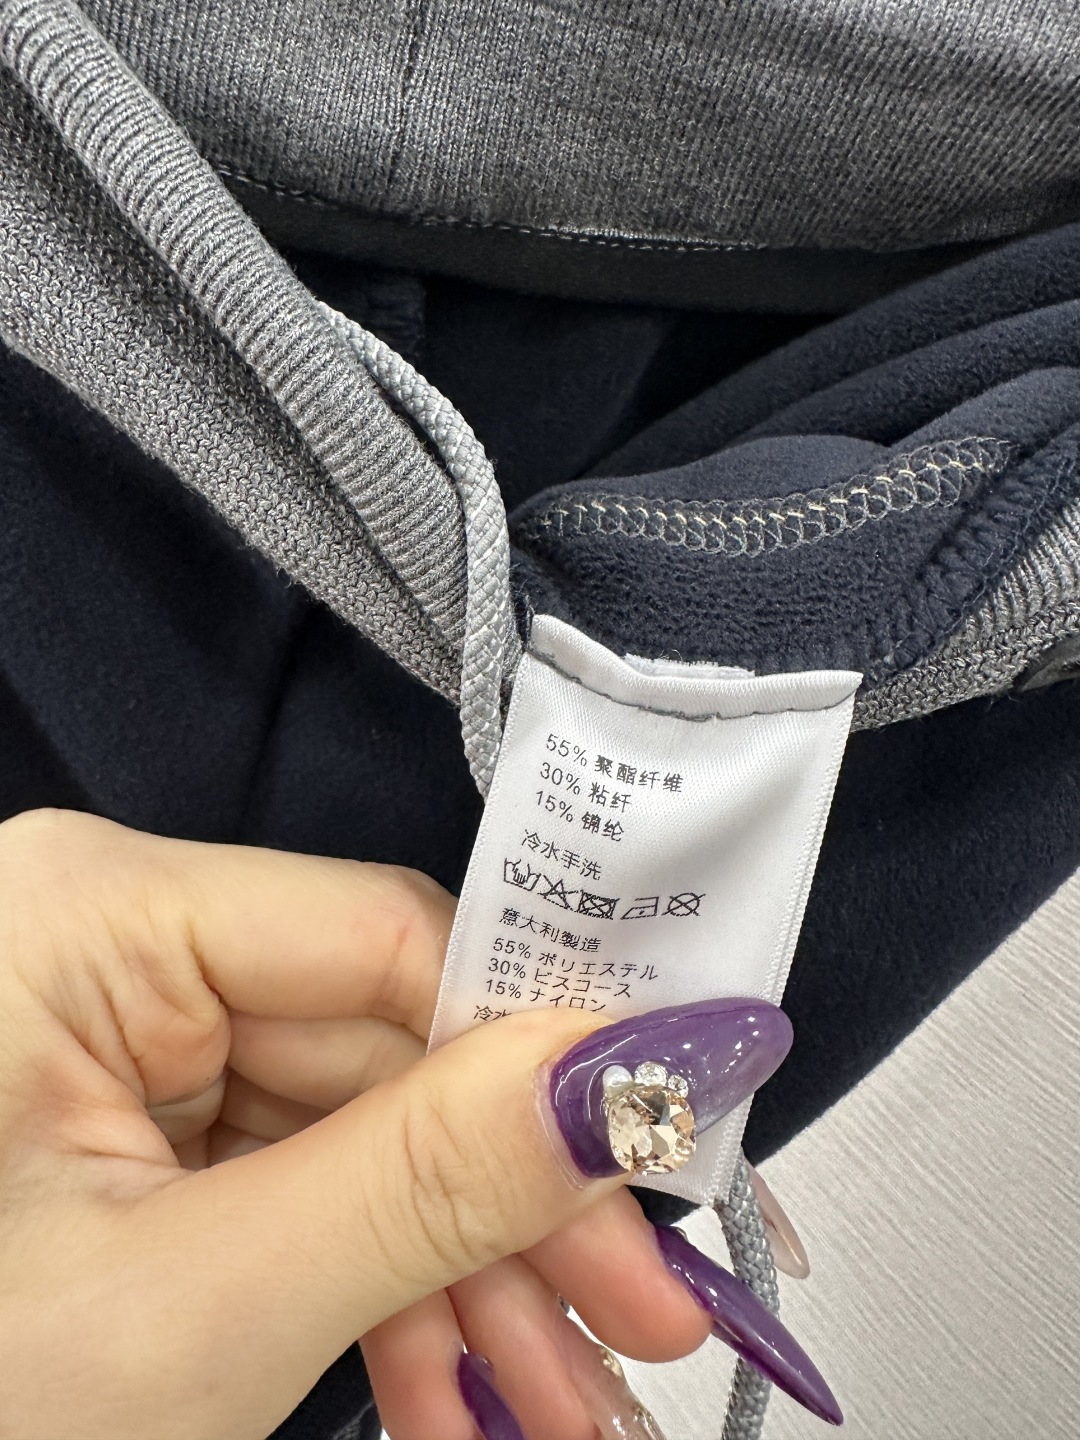 55% 聚酯纤维
30% 粘纤
15% 锦纶
冷水手洗
意大利製造
55% ポリエステル
30% ビスコース
15% ナイロン
冷水